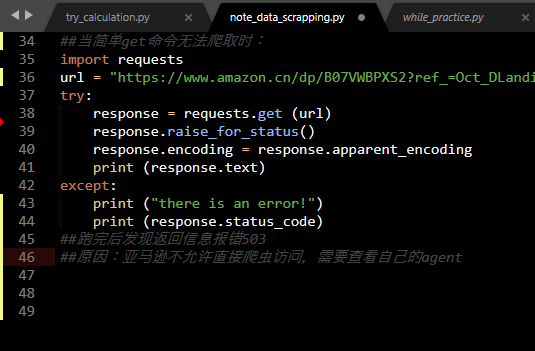 try_calculation.py × note_data_scrapping.py while_practice.py ×
34 ##当简单get命令无法爬取时：
35 import requests
36 url = "https://www.amazon.cn/dp/B07VWBPXS2?ref_=Oct_DLandi
37 try:
38 response = requests.get (url)
39 response.raise_for_status()
40 response.encoding = response.apparent_encoding
41 print (response.text)
42 except:
43 print ("there is an error!")
44 print (response.status_code)
45 ##跑完后发现返回信息报错503
46 ##原因：亚马逊不允许直接爬虫访问，需要查看自己的agent
47
48
49